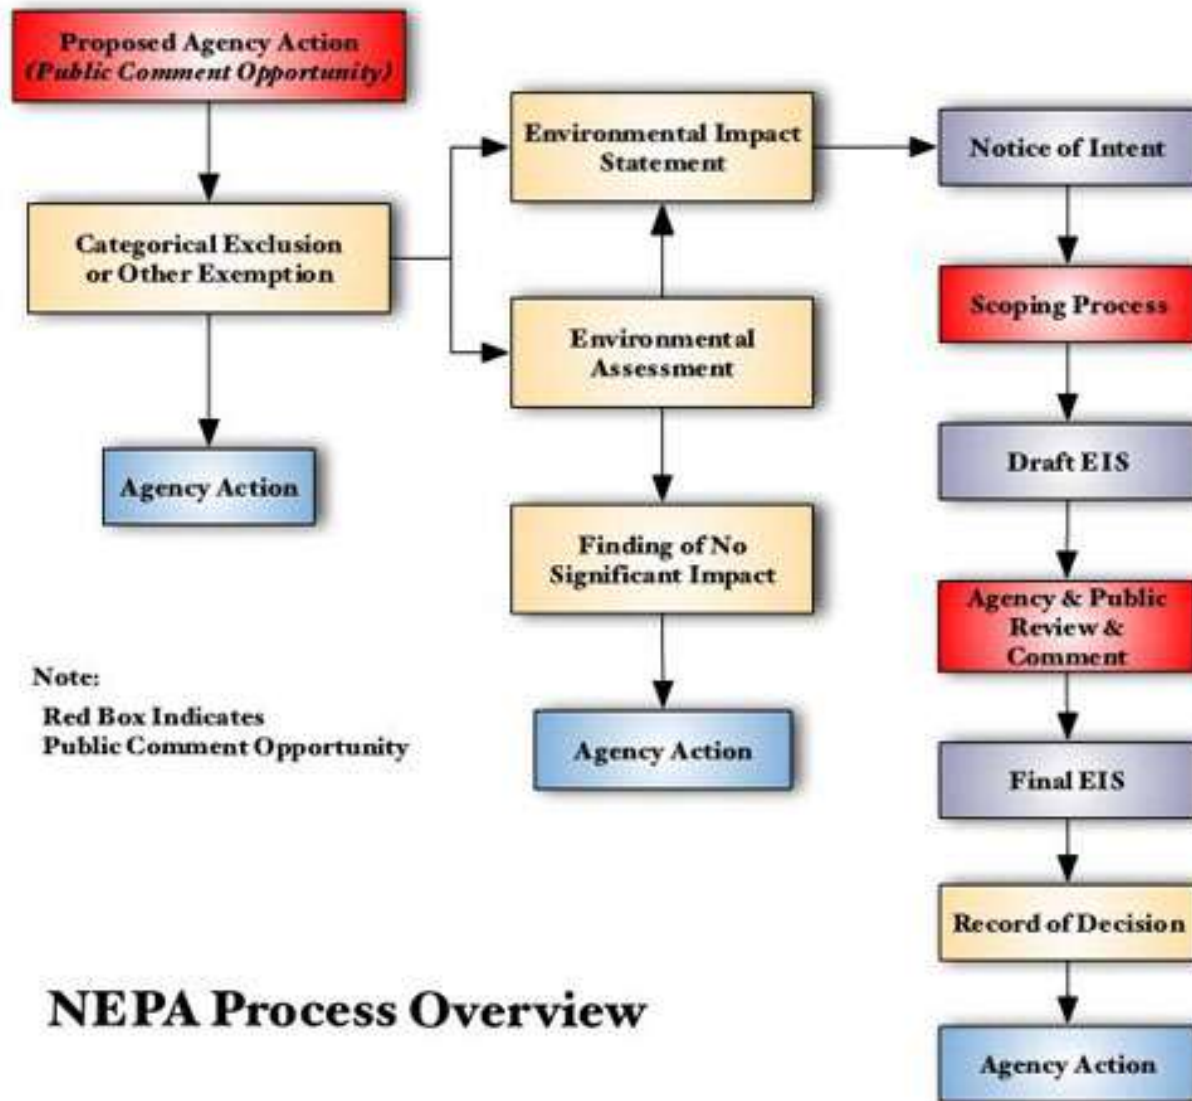 Proposed Agency Action
(Public Comment Opportunity)
Categorical Exclusion
or Other Exemption
Agency Action
Environmental Impact
Statement
Environmental
Assessment
Finding of No
Significant Impact
Agency Action
Notice of Intent
Scoping Process
Draft EIS
Agency & Public
Review &
Comment
Final EIS
Record of Decision
Agency Action
Note:
Red Box Indicates
Public Comment Opportunity
NEPA Process Overview